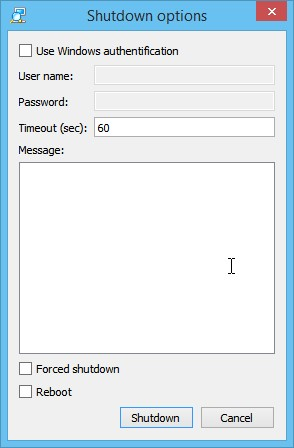 Shutdown options
Use Windows authentification
User name:
Password:
Timeout (sec): 60
Message:
Forced shutdown
Reboot
Shutdown Cancel